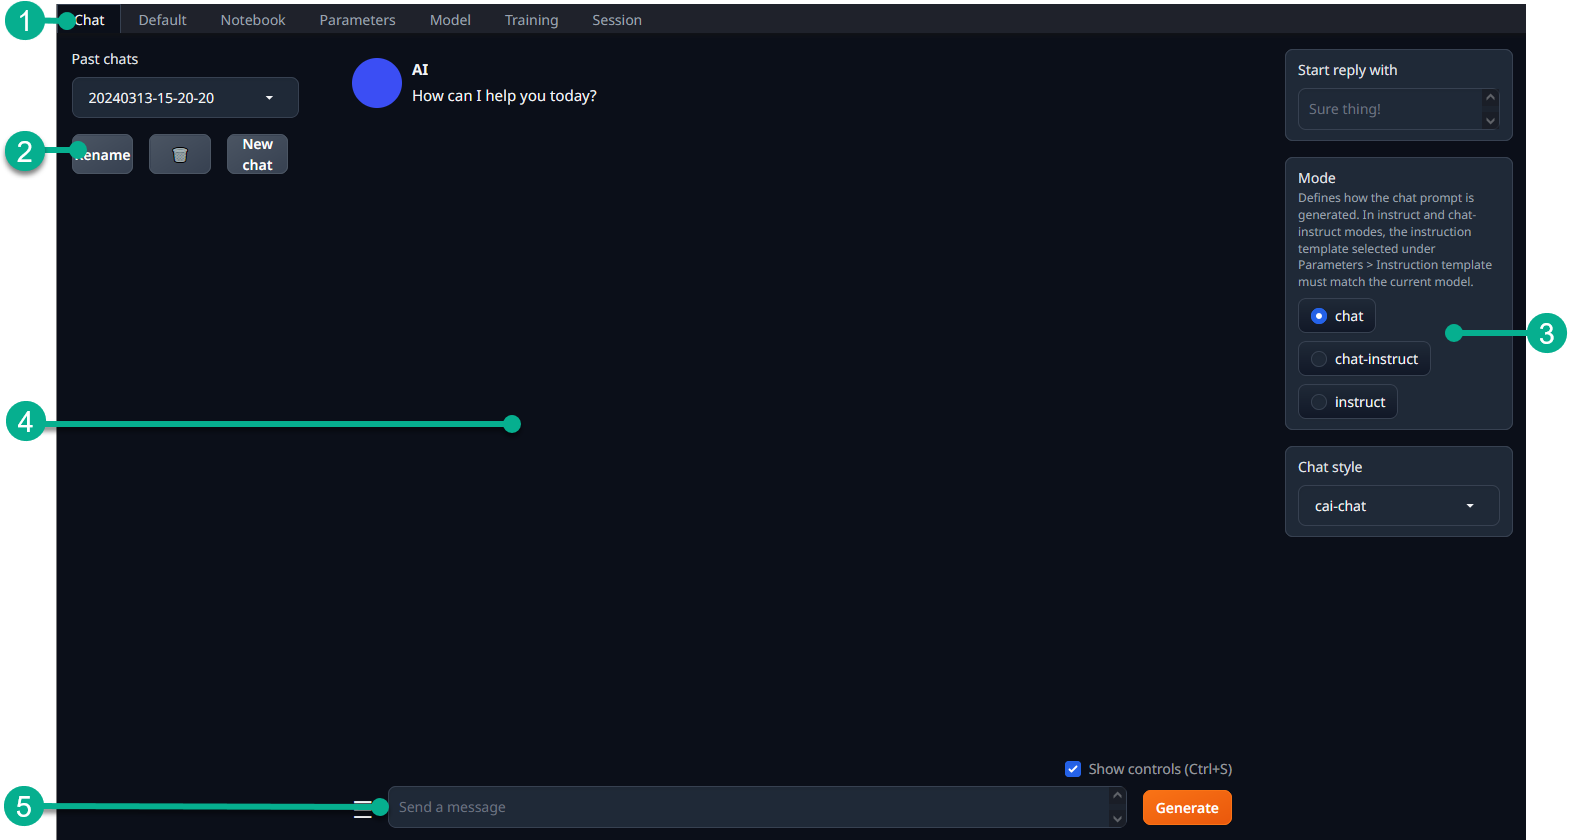 1
Chat Default Notebook Parameters Model Training Session
Past chats
20240313-15-20-20
2
ename
New
chat
AI
How can I help you today?
Start reply with
Sure thing!
Mode
Defines how the chat prompt is
generated. In instruct and chat-
instruct modes, the instruction
template selected under
Parameters > Instruction template
must match the current model.
chat
chat-instruct
instruct
3
Chat style
cai-chat
4
Show controls (Ctrl+S)
5
Send a message
Generate